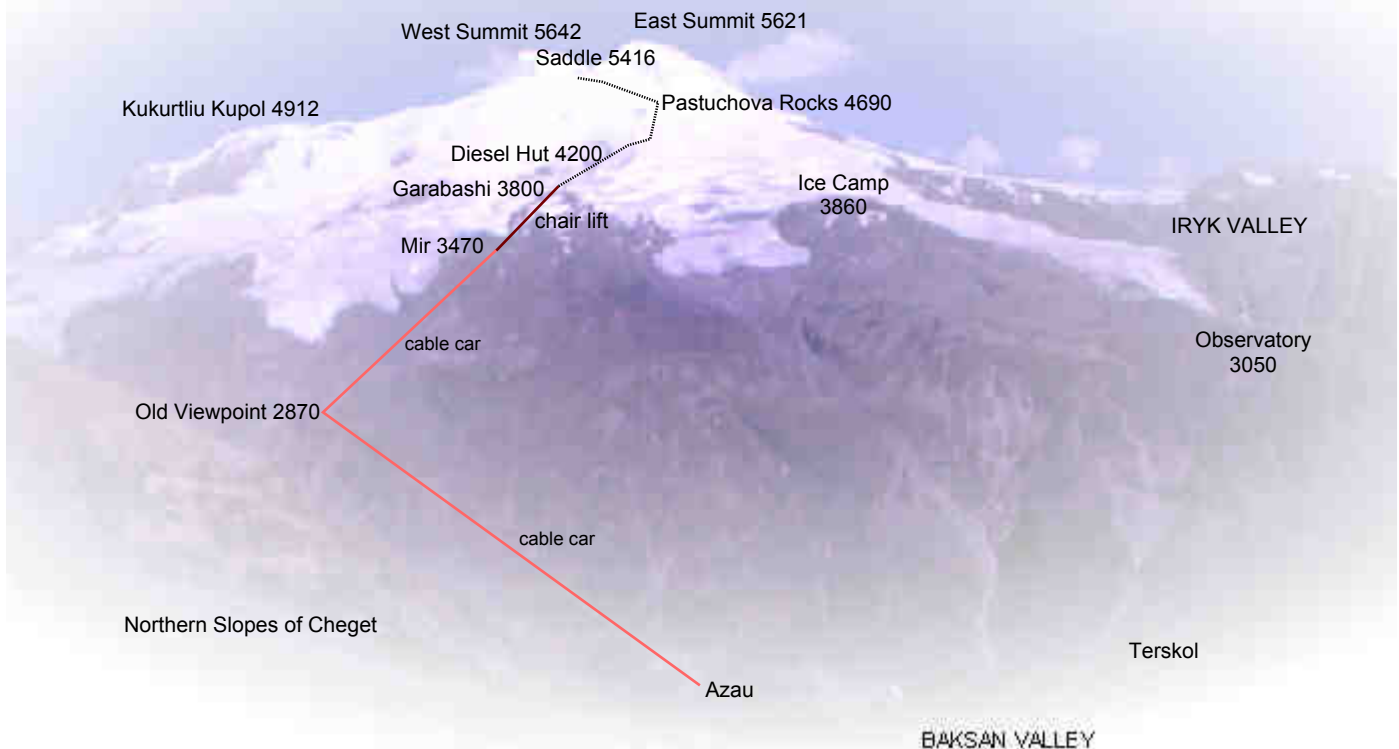 East Summit 5621
West Summit 5642
Saddle 5416
Kukurtliu Kupol 4912
Pastuchova Rocks 4690
Diesel Hut 4200
Garabashi 3800
Ice Camp
3860
chair lift
IRYK VALLEY
Mir 3470
cable car
Observatory
3050
Old Viewpoint 2870
cable car
Northern Slopes of Cheget
Terskol
Azau
BAKSAN VALLEY